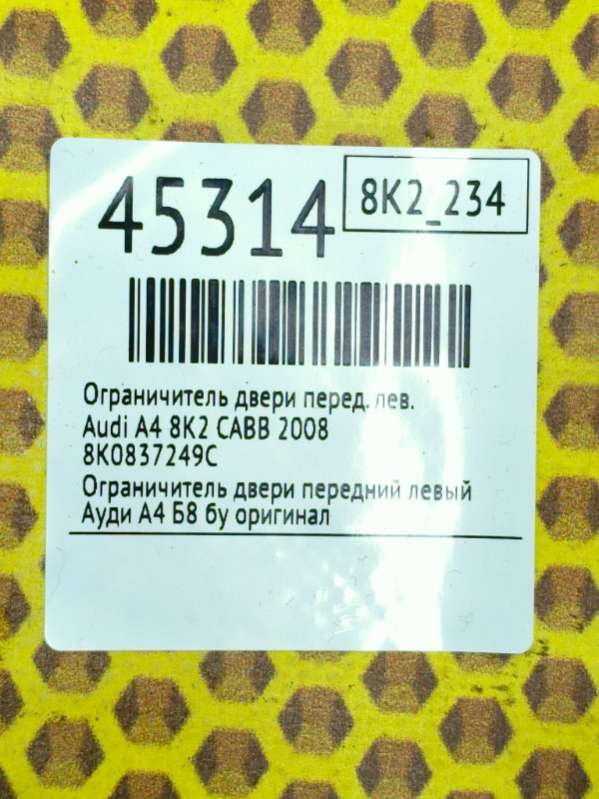 45314
8K2_234
Ограничитель двери перед. лев.
Audi A4 8K2 CABB 2008
8K0837249C
Ограничитель двери передний левый
Ауди А4 Б8 бу оригинал